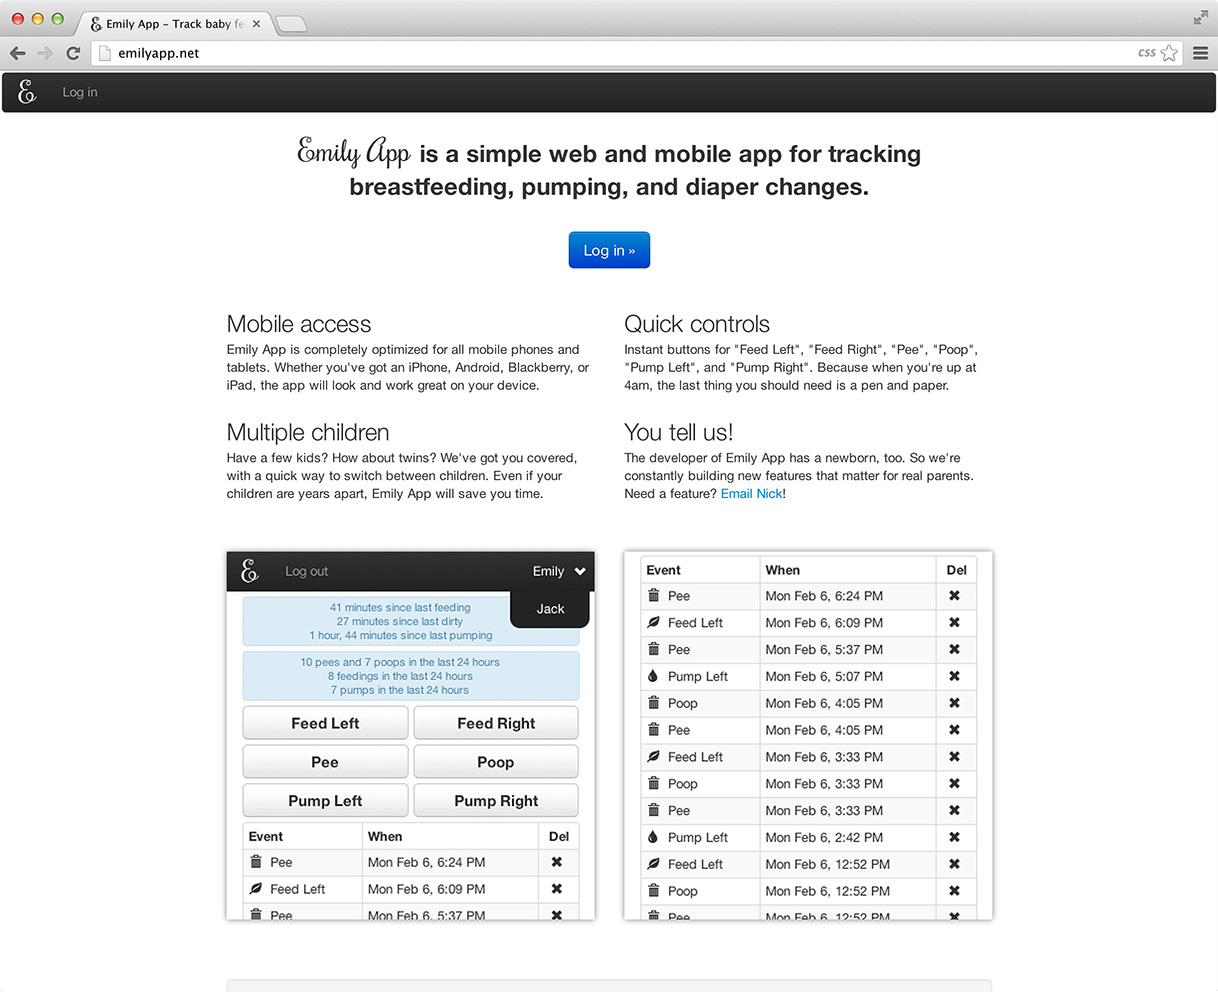 Emily App – Track baby fe
emilyapp.net
CSS
E
Log in
Emily App is a simple web and mobile app for tracking
breastfeeding, pumping, and diaper changes.
Log in »
Mobile access
Emily App is completely optimized for all mobile phones and
tablets. Whether you've got an iPhone, Android, Blackberry, or
iPad, the app will look and work great on your device.
Quick controls
Instant buttons for "Feed Left", "Feed Right", "Pee", "Poop",
"Pump Left", and "Pump Right". Because when you're up at
4am, the last thing you should need is a pen and paper.
Multiple children
Have a few kids? How about twins? We've got you covered,
with a quick way to switch between children. Even if your
children are years apart, Emily App will save you time.
You tell us!
The developer of Emily App has a newborn, too. So we're
constantly building new features that matter for real parents.
Need a feature? Email Nick!
E
Log out
Emily
Jack
41 minutes since last feeding
27 minutes since last dirty
1 hour, 44 minutes since last pumping
10 pees and 7 poops in the last 24 hours
8 feedings in the last 24 hours
7 pumps in the last 24 hours
Feed Left Feed Right
Pee Poop
Pump Left Pump Right
Event When Del
Pee Mon Feb 6, 6:24 PM
Feed Left Mon Feb 6, 6:09 PM
Pee Mon Feb 6, 5:37 PM
Event When Del
Pee Mon Feb 6, 6:24 PM
Feed Left Mon Feb 6, 6:09 PM
Pee Mon Feb 6, 5:37 PM
Pump Left Mon Feb 6, 5:07 PM
Poop Mon Feb 6, 4:05 PM
Pee Mon Feb 6, 4:05 PM
Feed Left Mon Feb 6, 3:33 PM
Poop Mon Feb 6, 3:33 PM
Pee Mon Feb 6, 3:33 PM
Pump Left Mon Feb 6, 2:42 PM
Feed Left Mon Feb 6, 12:52 PM
Poop Mon Feb 6, 12:52 PM
Pee Mon Feb 6, 12:52 PM